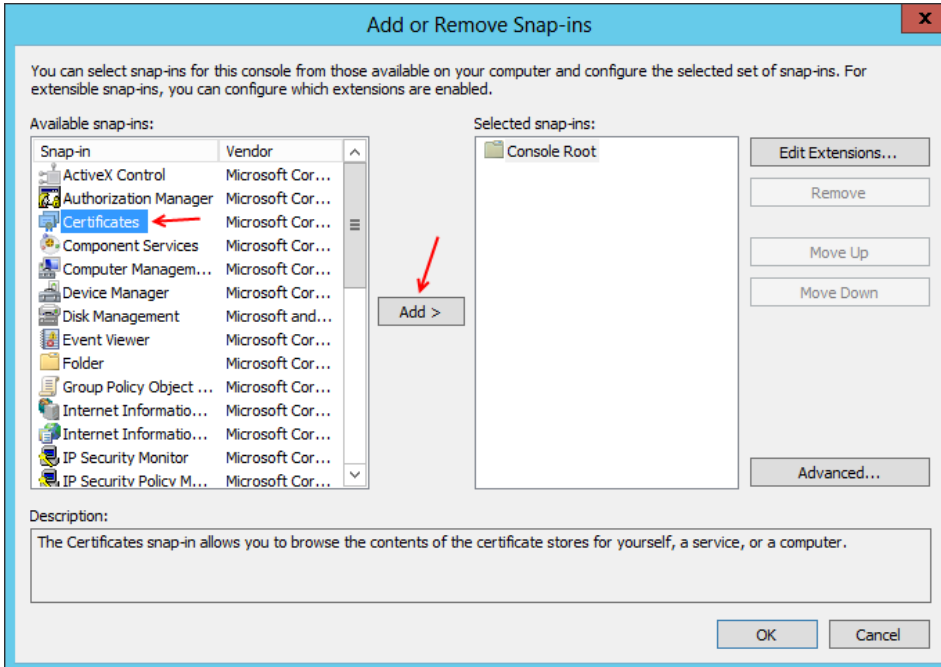 Add or Remove Snap-ins
x
You can select snap-ins for this console from those available on your computer and configure the selected set of snap-ins. For
extensible snap-ins, you can configure which extensions are enabled.
Available snap-ins:
Snap-in Vendor
ActiveX Control Microsoft Cor...
Authorization Manager Microsoft Cor...
Certificates Microsoft Cor...
Component Services Microsoft Cor...
Computer Managem... Microsoft Cor...
Device Manager Microsoft Cor...
Disk Management Microsoft and...
Event Viewer Microsoft Cor...
Folder Microsoft Cor...
Group Policy Object ... Microsoft Cor...
Internet Informatio... Microsoft Cor...
Internet Informatio... Microsoft Cor...
IP Security Monitor Microsoft Cor...
IP Security Policy M... Microsoft Cor...
Add >
Selected snap-ins:
Console Root
Edit Extensions...
Remove
Move Up
Move Down
Advanced...
Description:
The Certificates snap-in allows you to browse the contents of the certificate stores for yourself, a service, or a computer.
OK Cancel